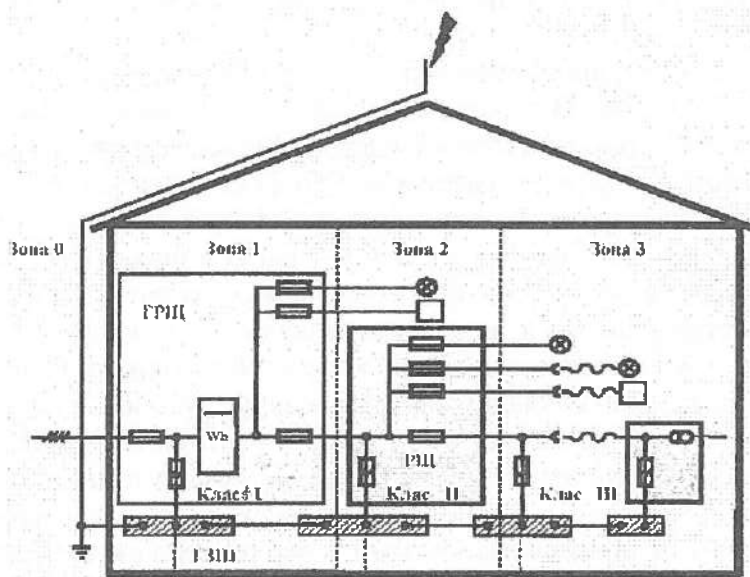 Зона 0
Зона 1
Зона 2
Зона 3
ГРЩ
Wh
РЩ
Клас I
Клас II
Клас III
ГЗШ